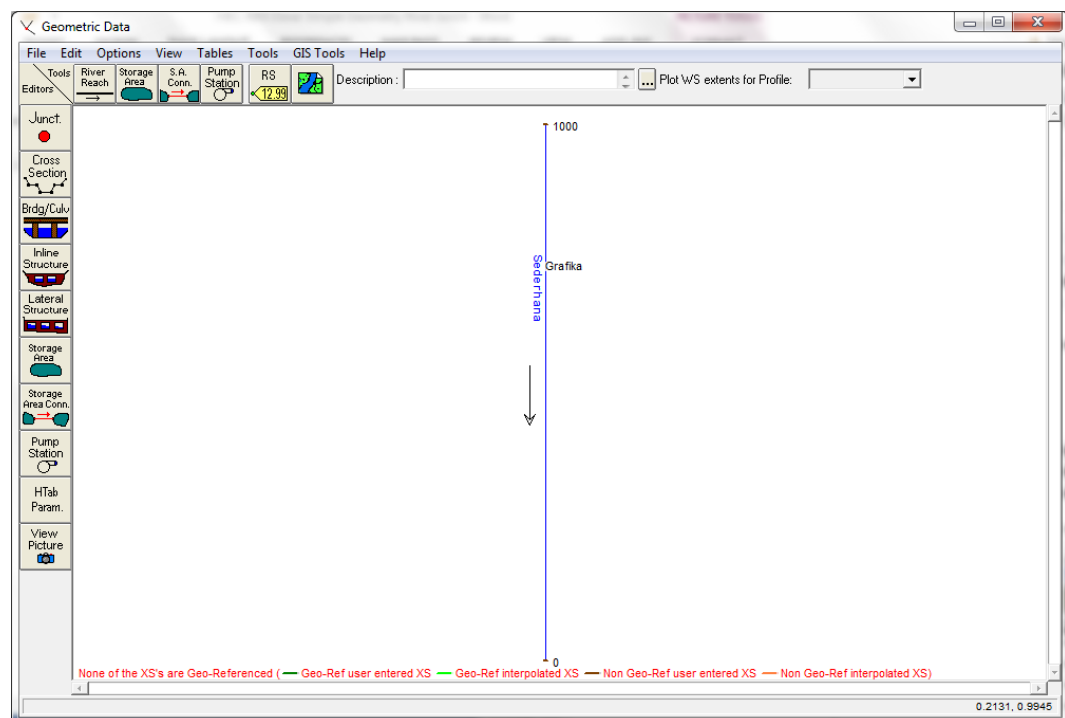 Geometric Data
File Edit Options View Tables Tools GIS Tools Help
Tools
Editors
River
Reach
Storage
Area
S.A.
Conn.
Pump
Station
RS
12.99
Description :
...
Plot WS extents for Profile:
Junct.
Cross
Section
Brdg/Culv
Inline
Structure
Lateral
Structure
Storage
Area
Storage
Area Conn.
Pump
Station
HTab
Param.
View
Picture
1000
Sederhana
Grafika
0
None of the XS's are Geo-Referenced ( Geo-Ref user entered XS Geo-Ref interpolated XS Non Geo-Ref user entered XS Non Geo-Ref interpolated XS)
0.2131, 0.9945